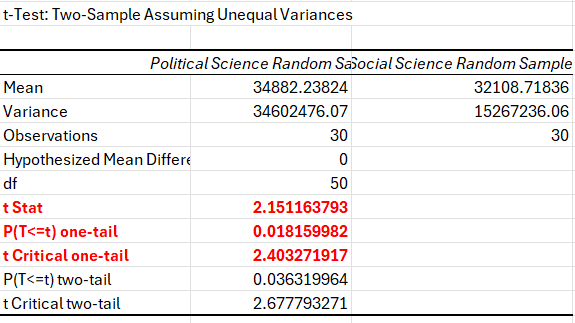 t-Test: Two-Sample Assuming Unequal Variances
Political Science Random Sa Social Science Random Sample
Mean 34882.23824 32108.71836
Variance 34602476.07 15267236.06
Observations 30 30
Hypothesized Mean Differe 0
df 50
t Stat 2.151163793
P(T<=t) one-tail 0.018159982
t Critical one-tail 2.403271917
P(T<=t) two-tail 0.036319964
t Critical two-tail 2.677793271